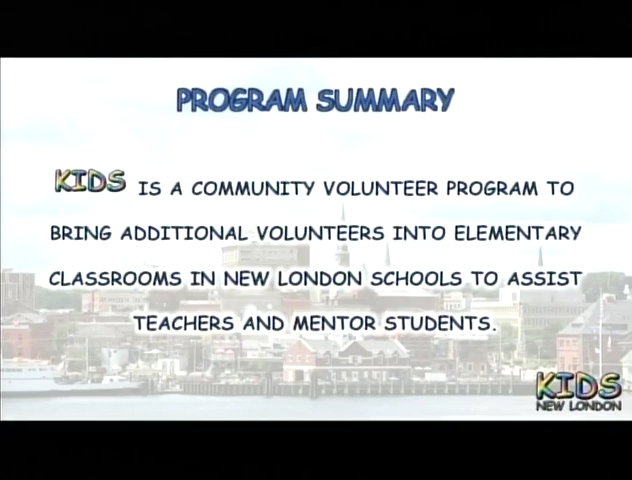 PROGRAM SUMMARY
KIDS IS A COMMUNITY VOLUNTEER PROGRAM TO
BRING ADDITIONAL VOLUNTEERS INTO ELEMENTARY
CLASSROOMS IN NEW LONDON SCHOOLS TO ASSIST
TEACHERS AND MENTOR STUDENTS.
KIDS
NEW LONDON